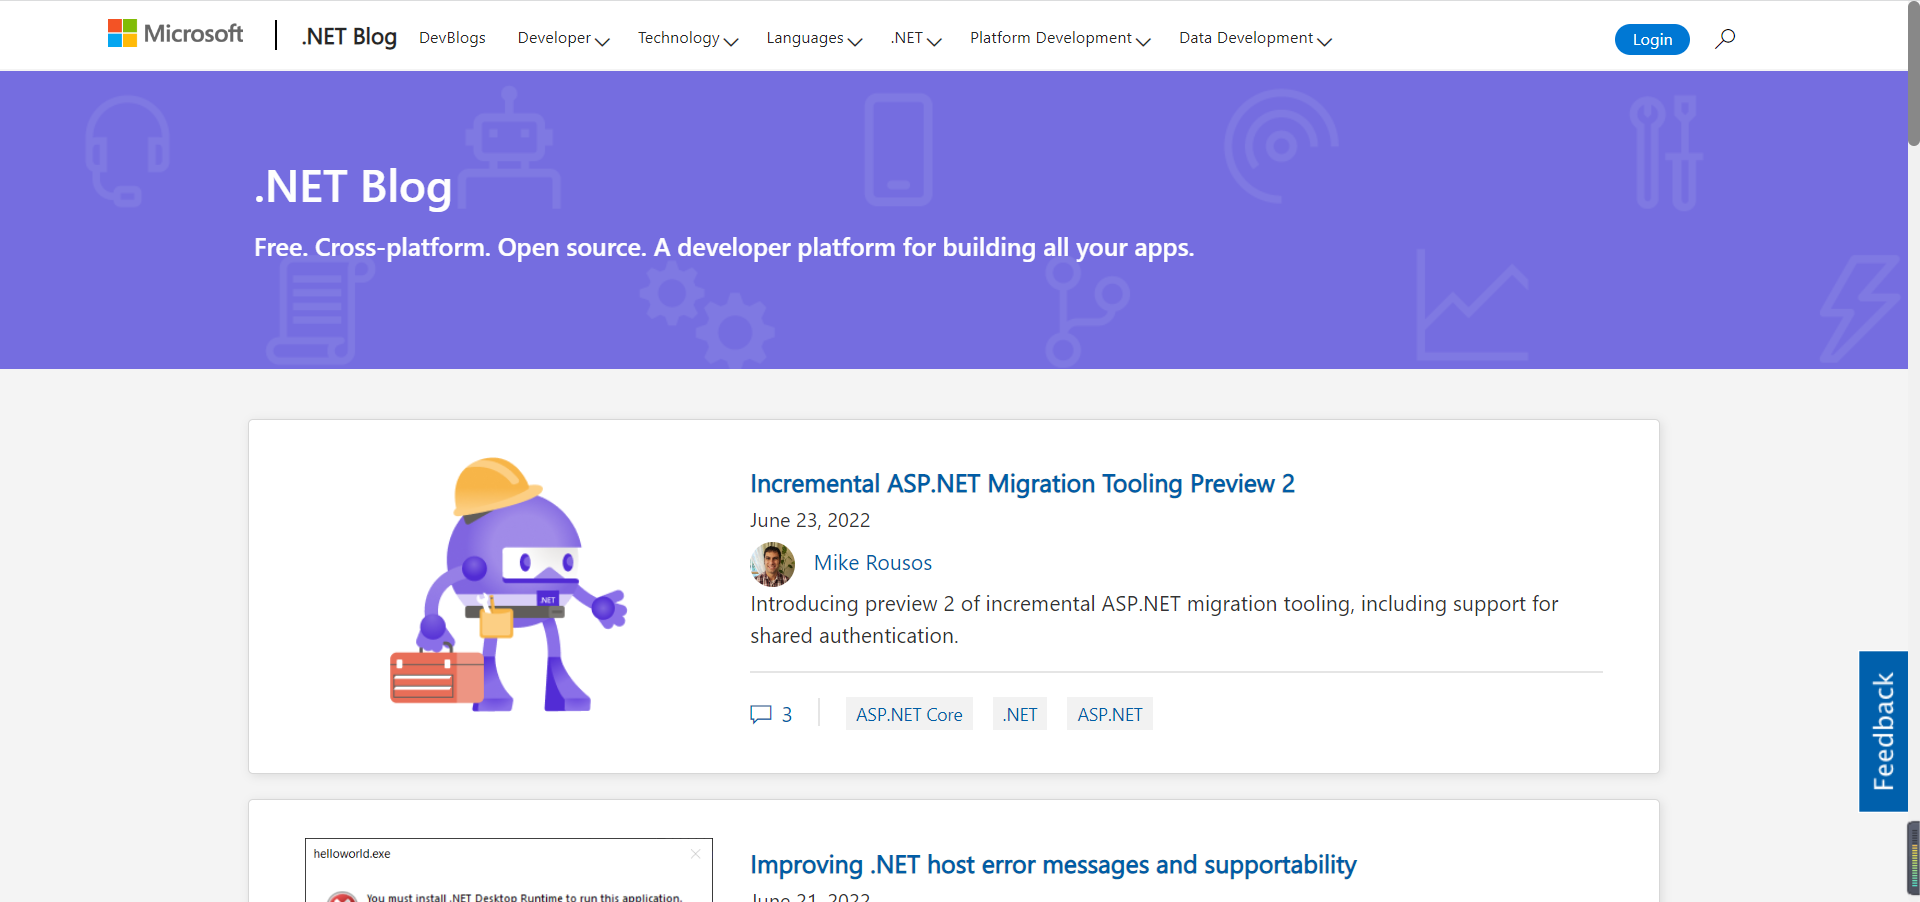 Microsoft
.NET Blog
DevBlogs
Developer
Technology
Languages
.NET
Platform Development
Data Development
Login
.NET Blog
Free. Cross-platform. Open source. A developer platform for building all your apps.
.NET
Incremental ASP.NET Migration Tooling Preview 2
June 23, 2022
Mike Rousos
Introducing preview 2 of incremental ASP.NET migration tooling, including support for
shared authentication.
3
ASP.NET Core
.NET
ASP.NET
Feedback
helloworld.exe
You must install .NET Desktop Runtime to run this application.
Improving .NET host error messages and supportability
June 21, 2022